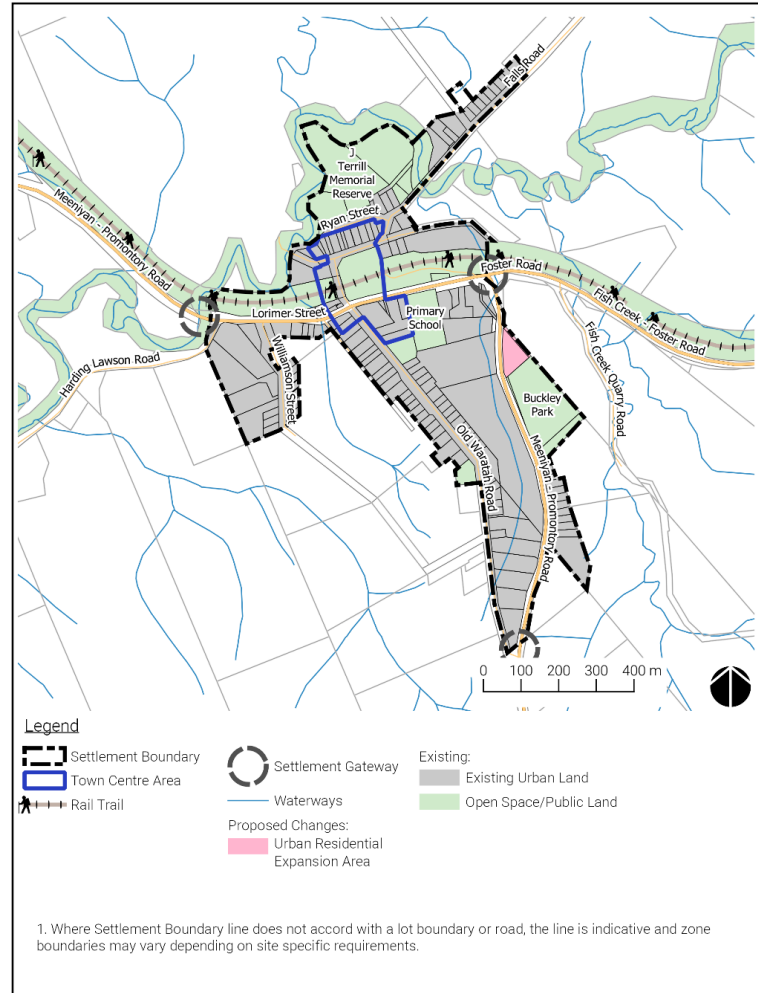 Falls Road
J
Terrill
Memorial
Reserve
Ryan Street
Meeniyan - Promontory Road
Foster Road
Lorimer Street
Primary
School
Fish Creek - Foster Road
Harding Lawson Road
Williamson Street
Fish Creek Quarry Road
Buckley
Park
Old Waratah Road
Meeniyan - Promontory Road
0 100 200 300 400 m
Legend
Settlement Boundary
Town Centre Area
Rail Trail
Settlement Gateway
Waterways
Proposed Changes:
Urban Residential
Expansion Area
Existing:
Existing Urban Land
Open Space/Public Land
1. Where Settlement Boundary line does not accord with a lot boundary or road, the line is indicative and zone
boundaries may vary depending on site specific requirements.